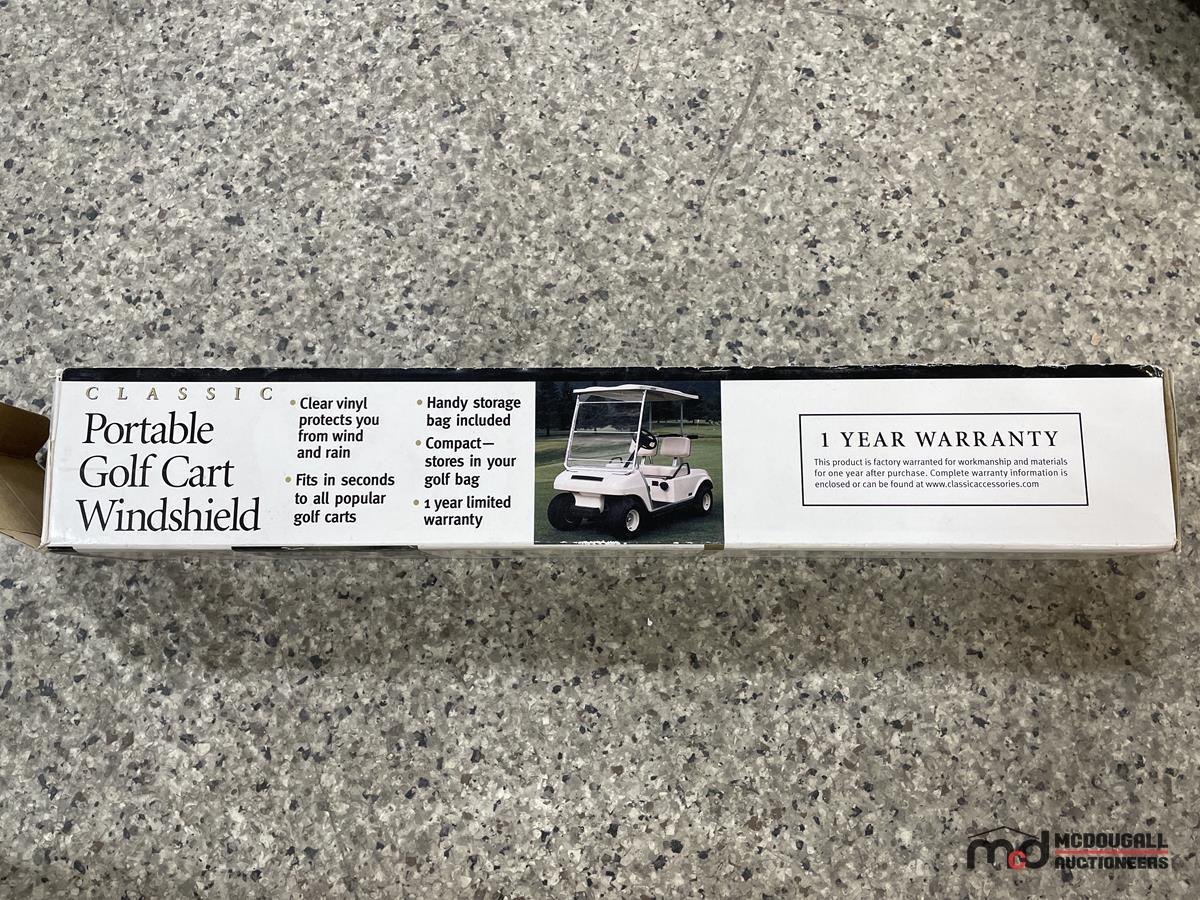 CLASSIC
Portable
Golf Cart
Windshield
• Clear vinyl
protects you
from wind
and rain
• Fits in seconds
to all popular
golf carts
• Handy storage
bag included
• Compact—
stores in your
golf bag
• 1 year limited
warranty
1 YEAR WARRANTY
This product is factory warranted for workmanship and materials
for one year after purchase. Complete warranty information is
enclosed or can be found at www.classicaccessories.com
mcd
MCDOUGALL
AUCTIONEERS